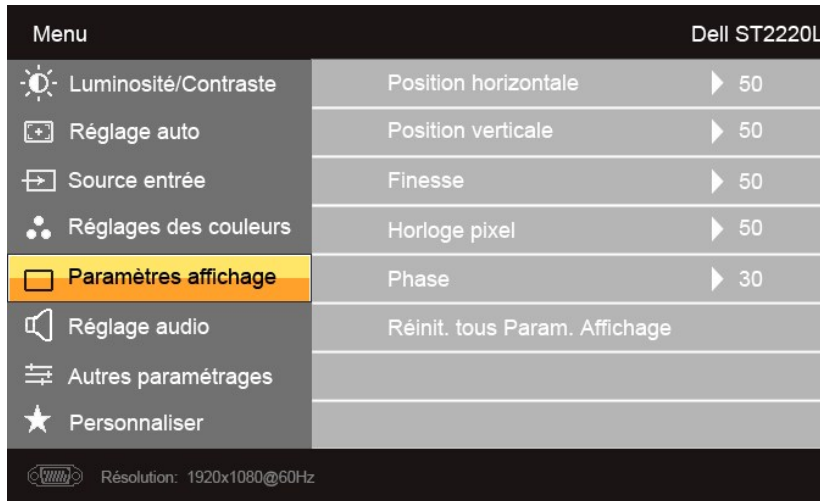 Menu Dell ST2220L
Luminosité/Contraste Position horizontale 50
Réglage auto Position verticale 50
Source entrée Finesse 50
Réglages des couleurs Horloge pixel 50
Paramètres affichage Phase 30
Réglage audio Réinit. tous Param. Affichage
Autres paramétrages
Personnaliser
Résolution: 1920x1080@60Hz